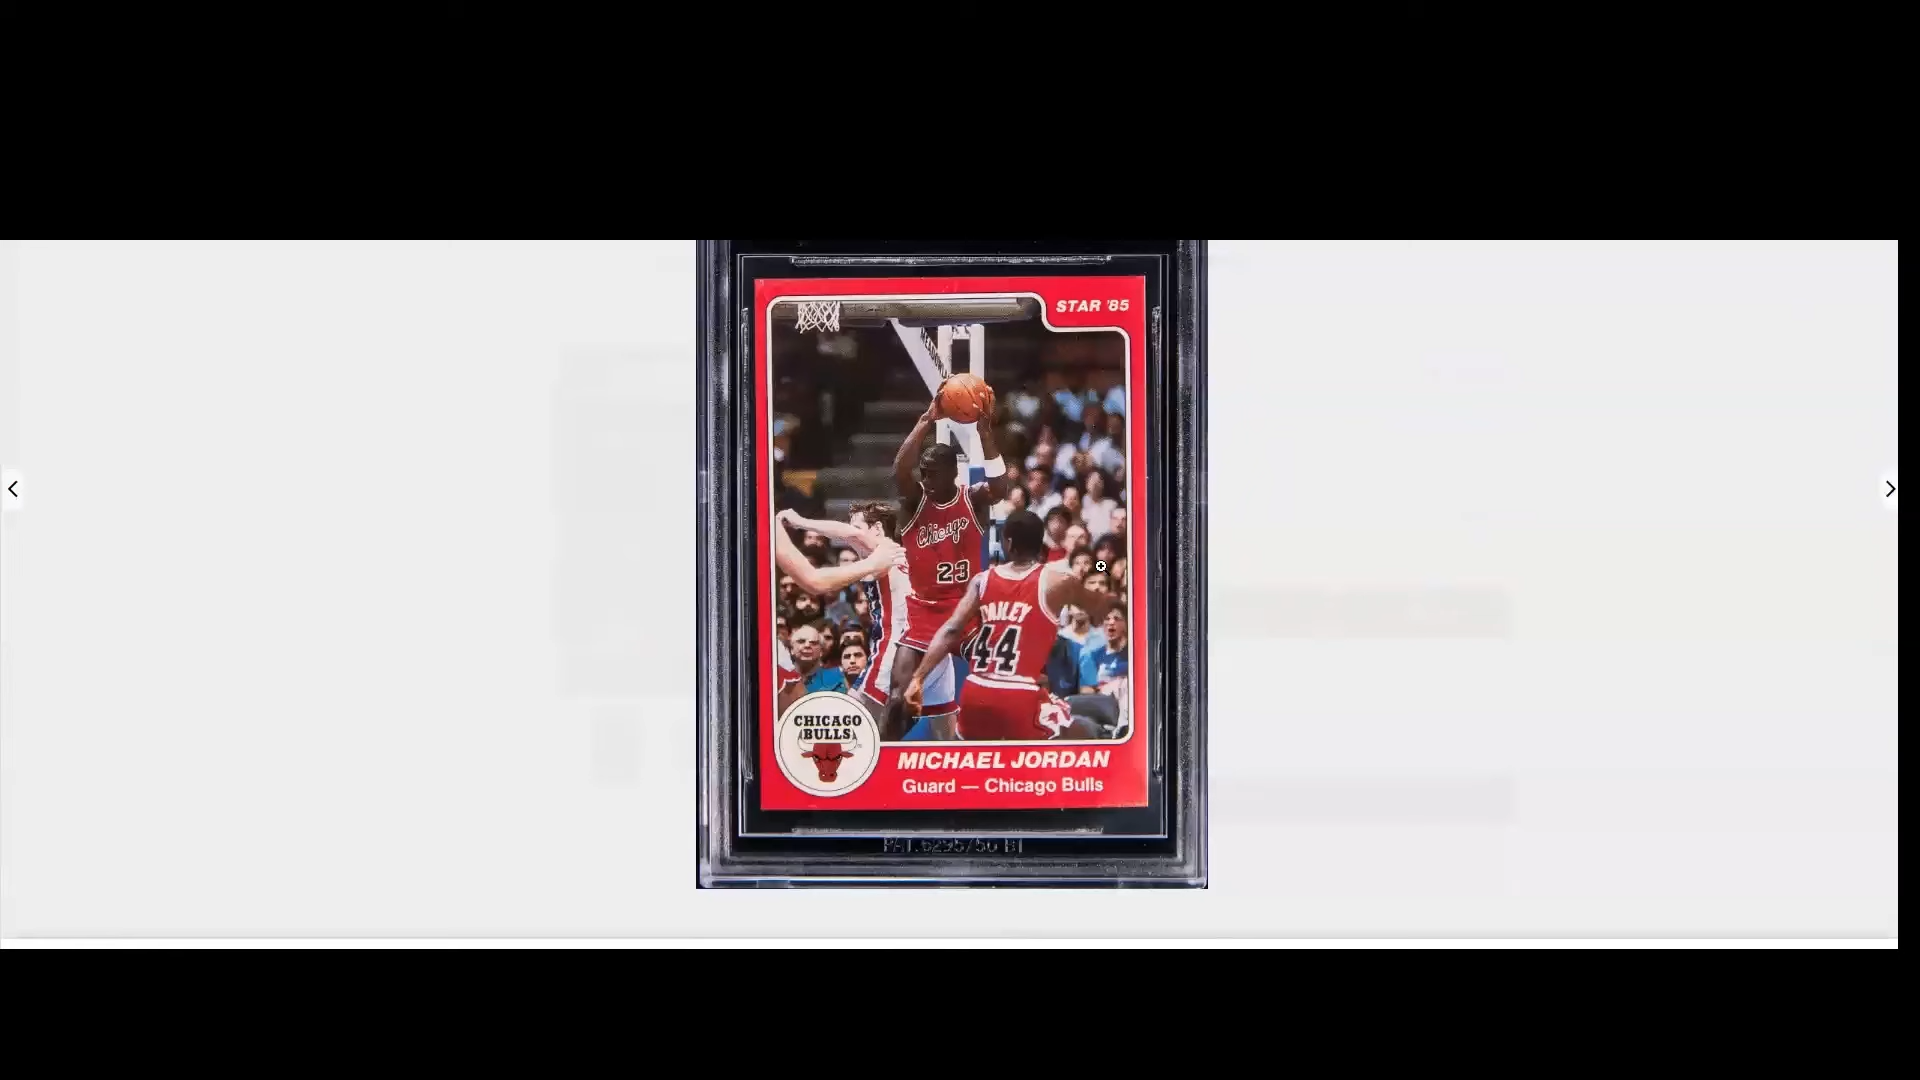 STAR '85
Chicago
23
DAILEY
44
CHICAGO
BULLS
MICHAEL JORDAN
Guard — Chicago Bulls